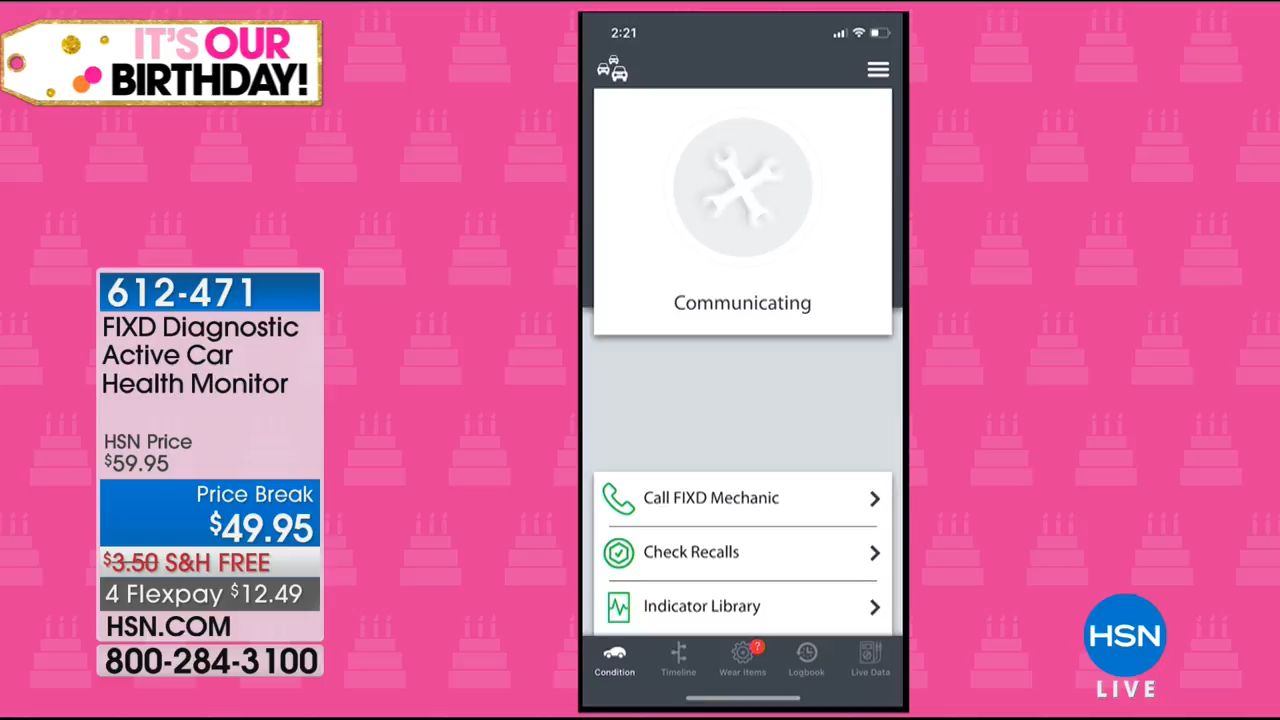 IT'S OUR
BIRTHDAY!
612-471
FIXD Diagnostic
Active Car
Health Monitor
HSN Price
$59.95
Price Break
$49.95
$3.50 S&H FREE
4 Flexpay $12.49
HSN.COM
800-284-3100
2:21
Communicating
Call FIXD Mechanic
Check Recalls
Indicator Library
?
Condition
Timeline
Wear Items
Logbook
Live Data
HSN
LIVE